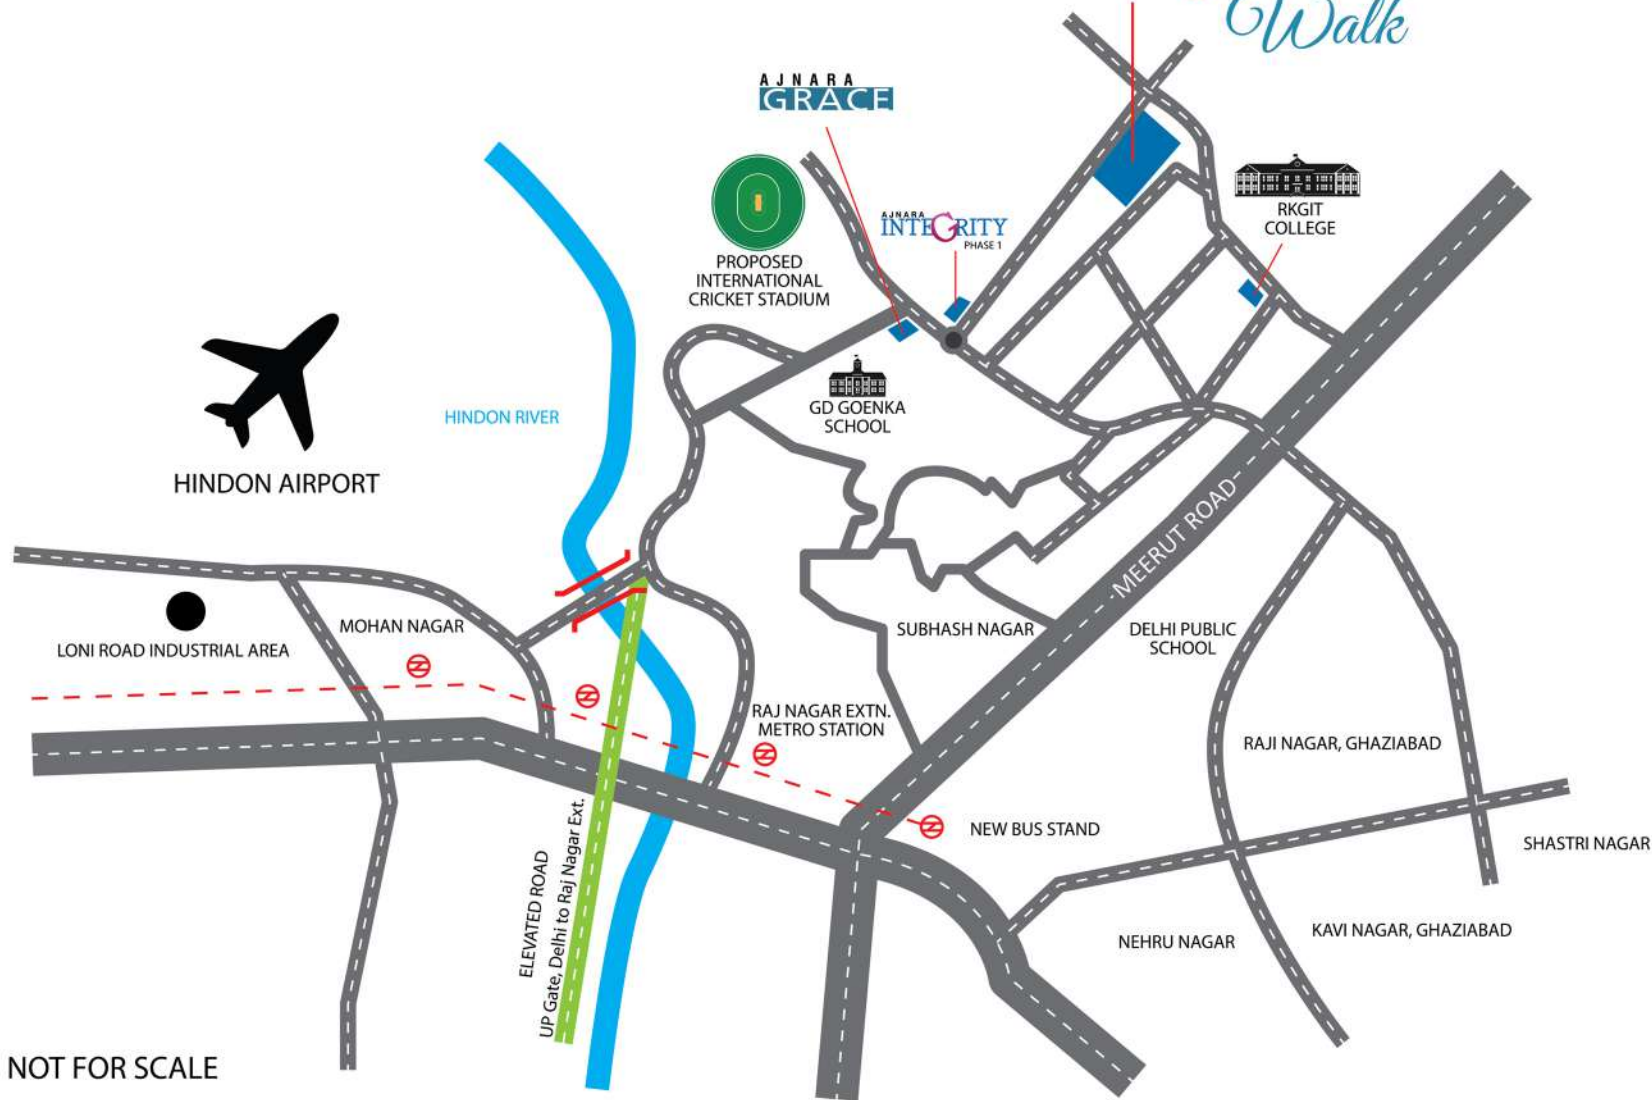 Walk
AJNARA
GRACE
AJNARA
INTEGRITY
PHASE 1
RKGIT
COLLEGE
PROPOSED
INTERNATIONAL
CRICKET STADIUM
GD GOENKA
SCHOOL
HINDON RIVER
HINDON AIRPORT
MEERUT ROAD
LONI ROAD INDUSTRIAL AREA
MOHAN NAGAR
SUBHASH NAGAR
DELHI PUBLIC
SCHOOL
RAJ NAGAR EXTN.
METRO STATION
RAJI NAGAR, GHAZIABAD
NEW BUS STAND
SHASTRI NAGAR
ELEVATED ROAD
UP Gate, Delhi to Raj Nagar Ext.
NEHRU NAGAR
KAVI NAGAR, GHAZIABAD
NOT FOR SCALE